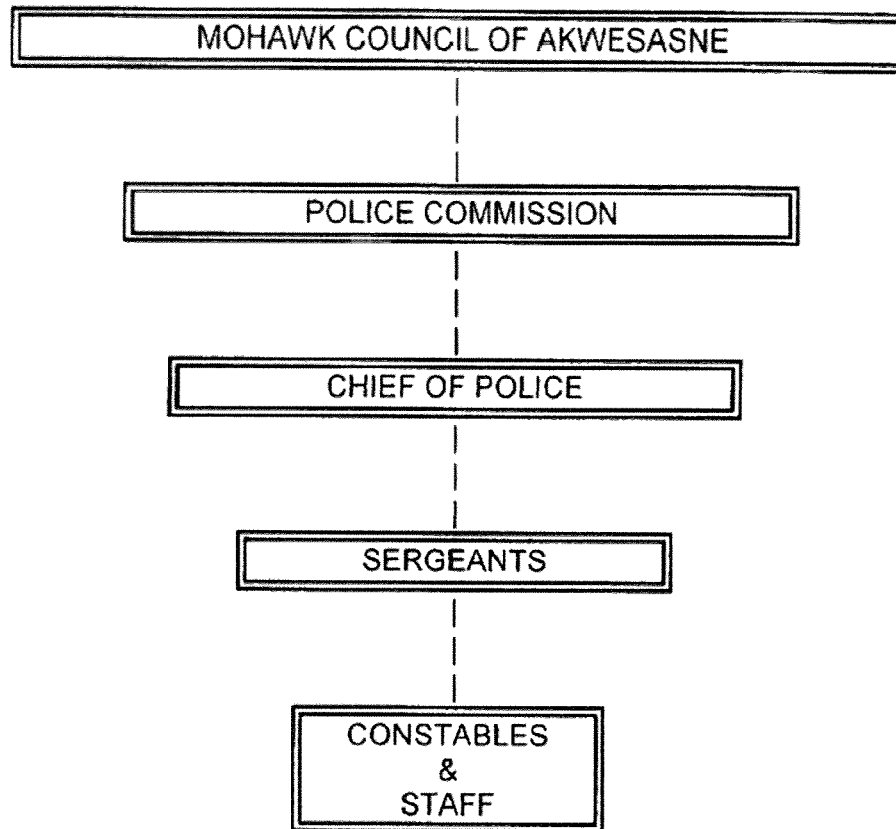 MOHAWK COUNCIL OF AKWESASNE
POLICE COMMISSION
CHIEF OF POLICE
SERGEANTS
CONSTABLES
&
STAFF